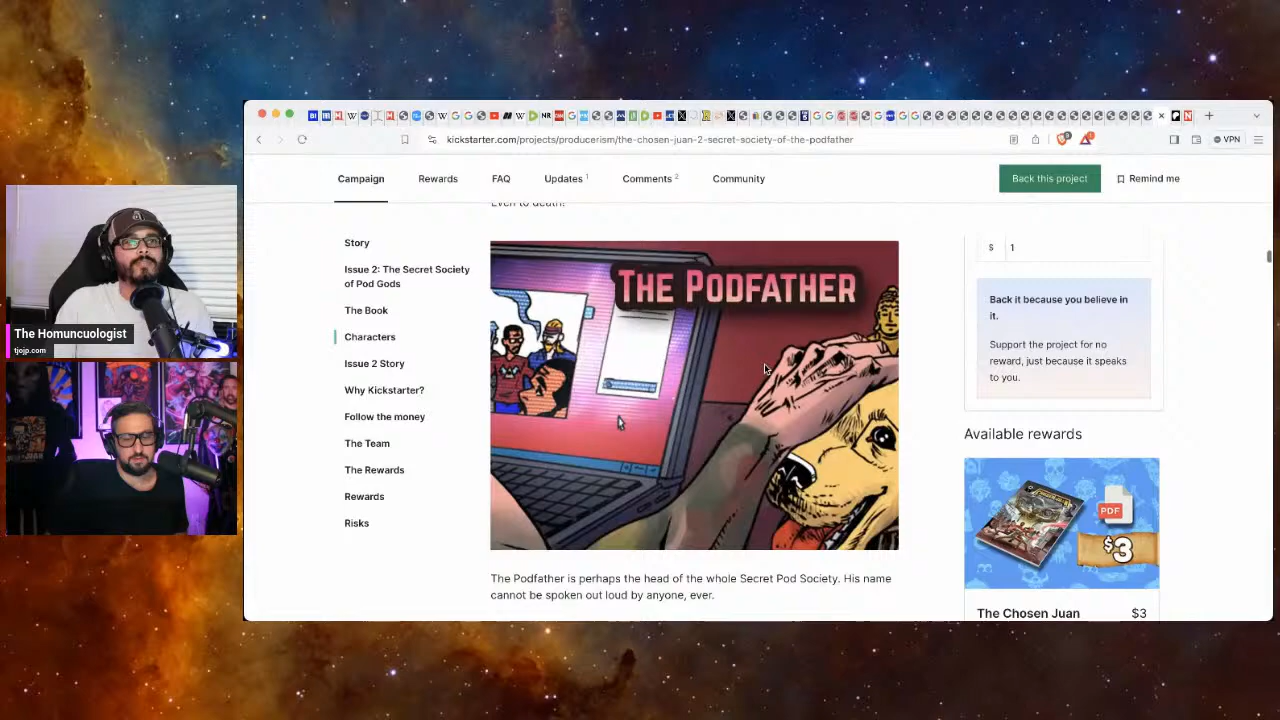 kickstarter.com/projects/producerism/the-chosen-juan-2-secret-society-of-the-podfather
VPN
Campaign
Rewards
FAQ
Updates 1
Comments 2
Community
Back this project
Remind me
Even to death!
Story
Issue 2: The Secret Society
of Pod Gods
The Book
Characters
Issue 2 Story
Why Kickstarter?
Follow the money
The Team
The Rewards
Rewards
Risks
THE PODFATHER
The Podfather is perhaps the head of the whole Secret Pod Society. His name
cannot be spoken out loud by anyone, ever.
$ 1
Back it because you believe in
it.
Support the project for no
reward, just because it speaks
to you.
Available rewards
PDF
$3
The Chosen Juan
$3
The Homuncuologist
tjojp.com